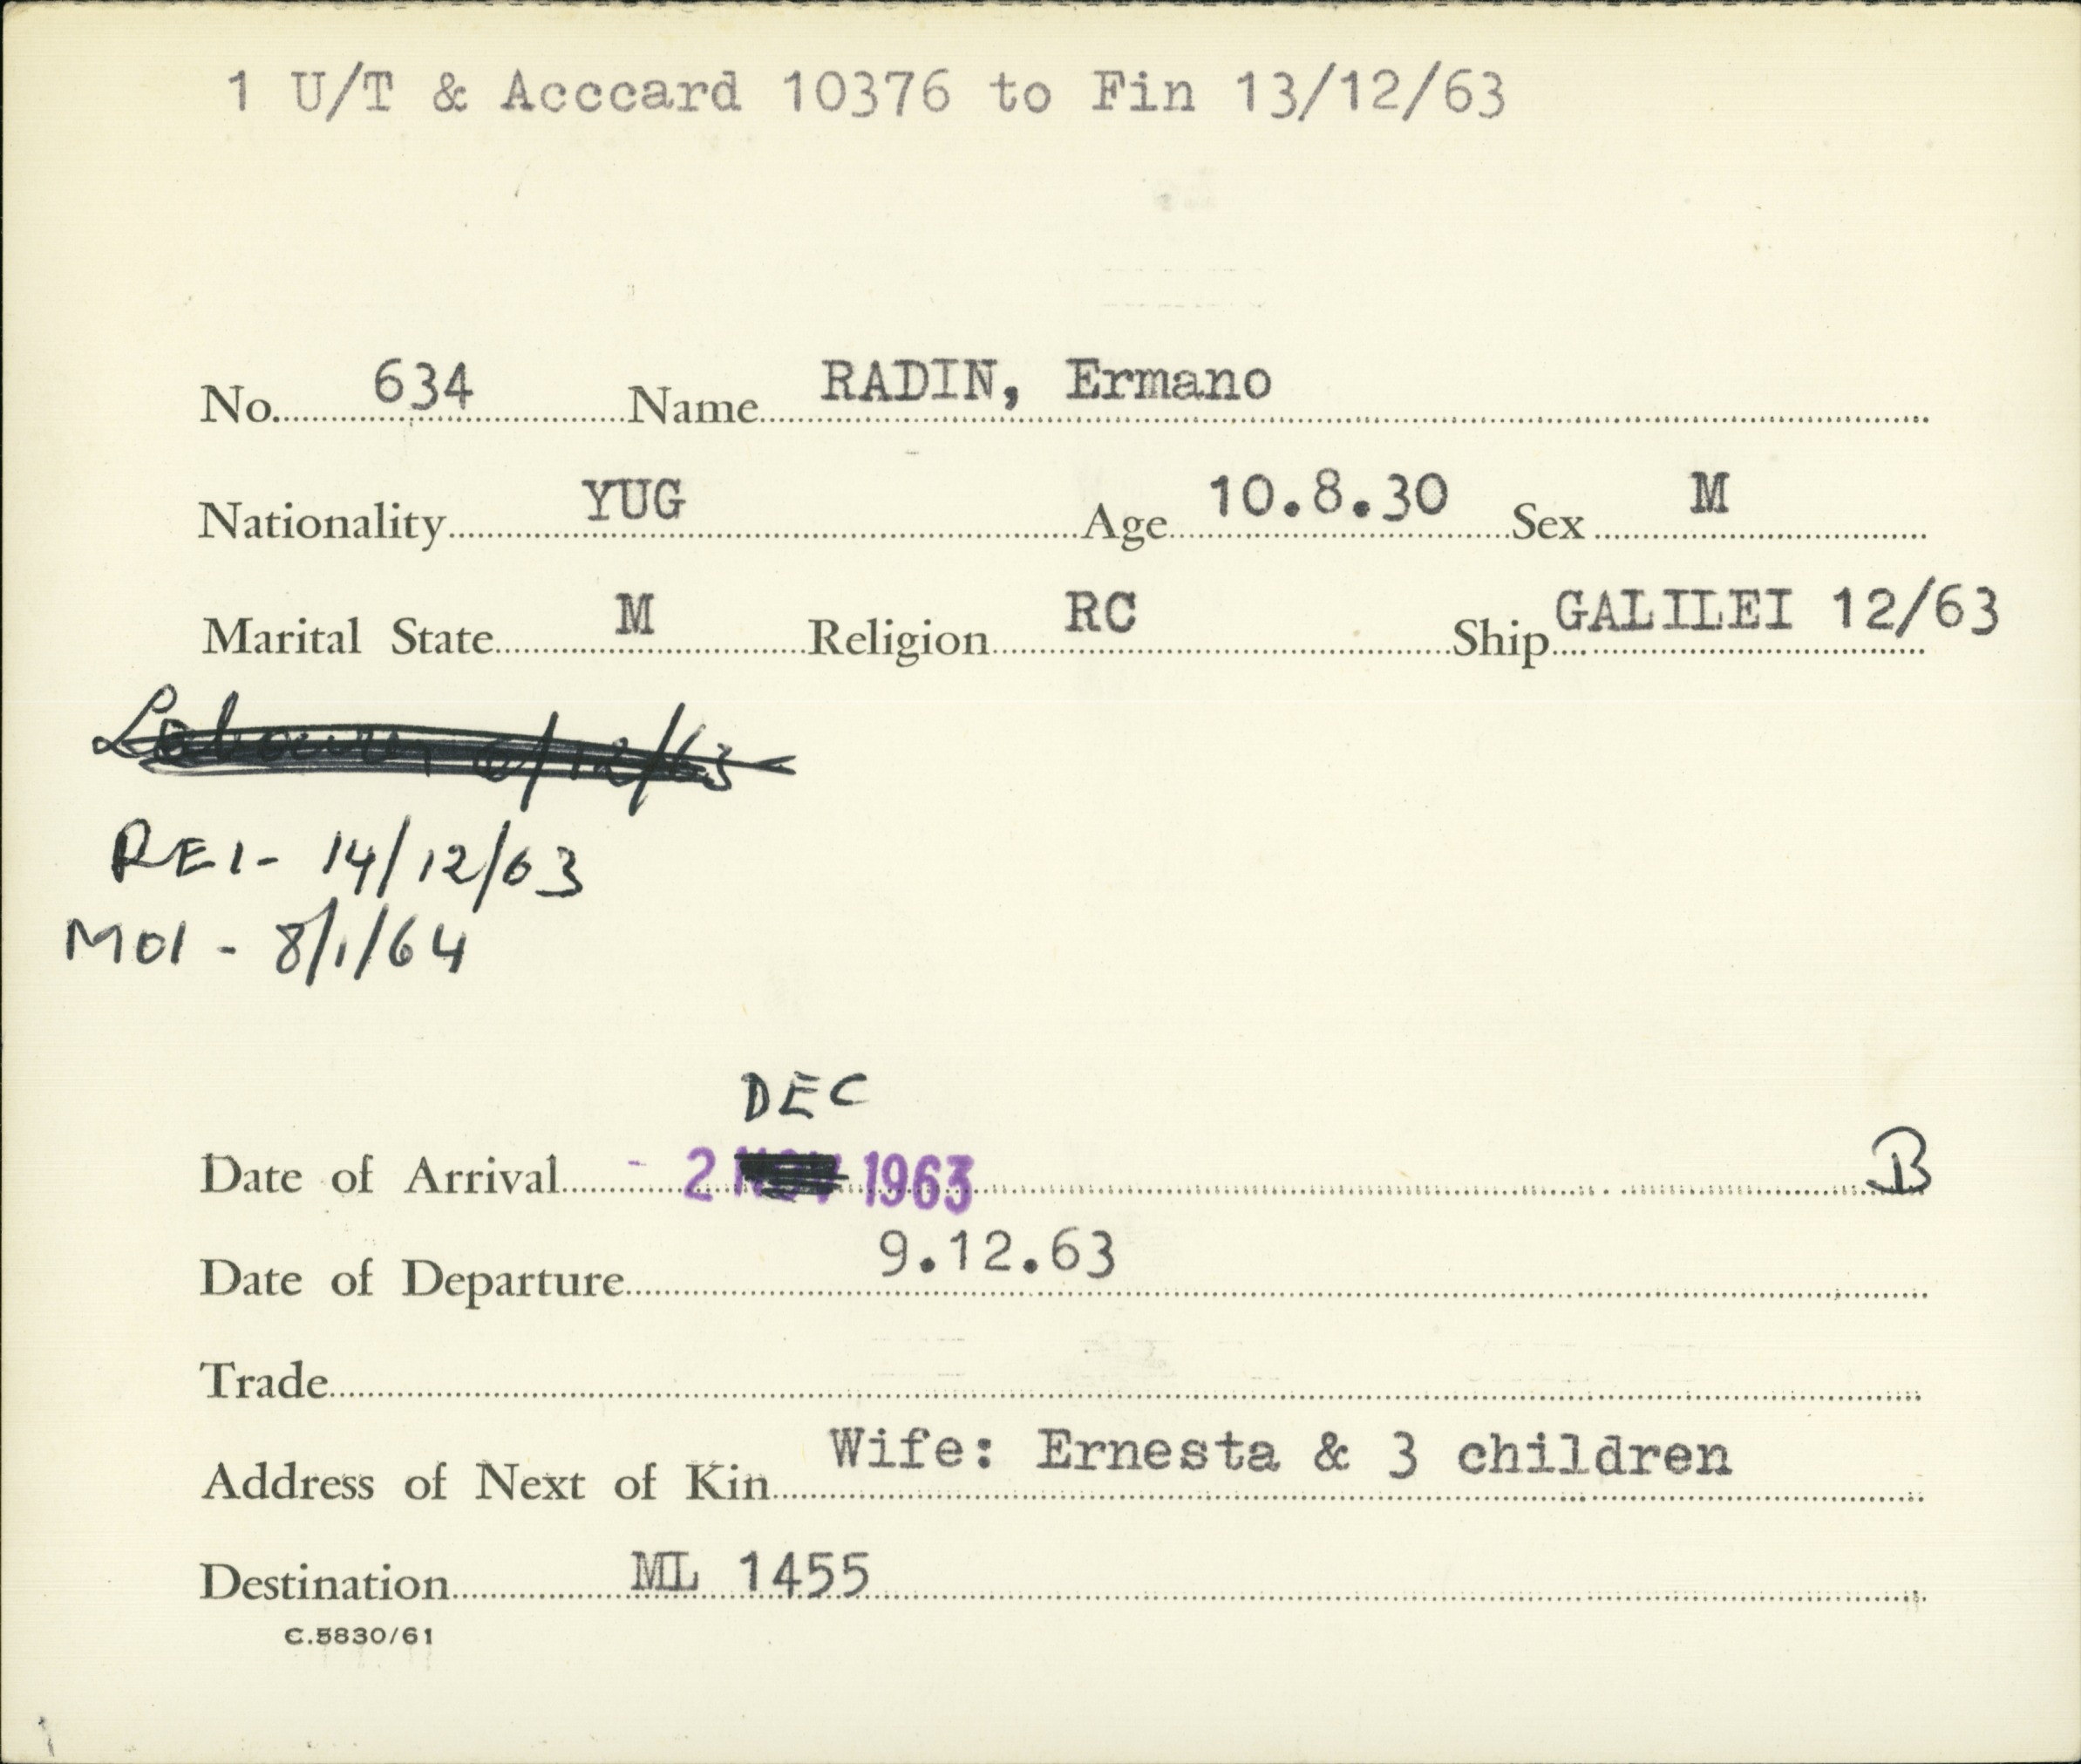 1 U/T & Acccard 10376 to Fin 13/12/63
No. 634 Name RADIN, Ermano
Nationality YUG Age 10.8.30 Sex M
Marital State M Religion RC Ship GALILEI 12/63
/12/63
REI - 14/12/63
MOI - 8/1/64
DEC
Date of Arrival - 2 NOV 1963 B
Date of Departure 9.12.63
Trade
Address of Next of Kin Wife: Ernesta & 3 children
Destination ML 1455
C.5830/61